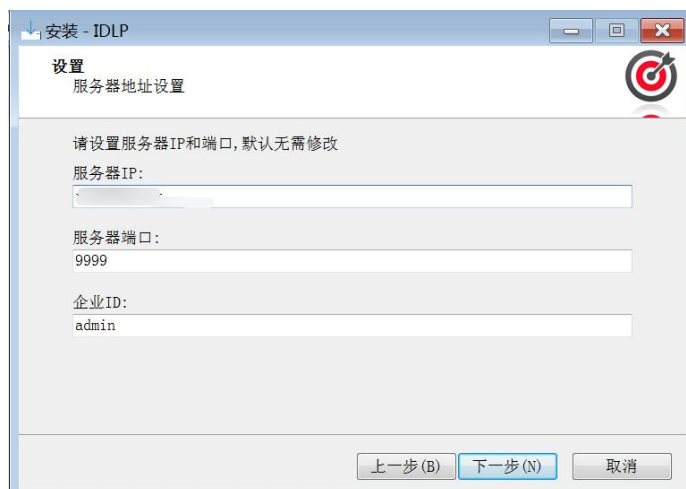 安装 - IDLP
设置
服务器地址设置
请设置服务器IP和端口,默认无需修改
服务器IP:
服务器端口:
9999
企业ID:
admin
上一步(B)
下一步(N)
取消